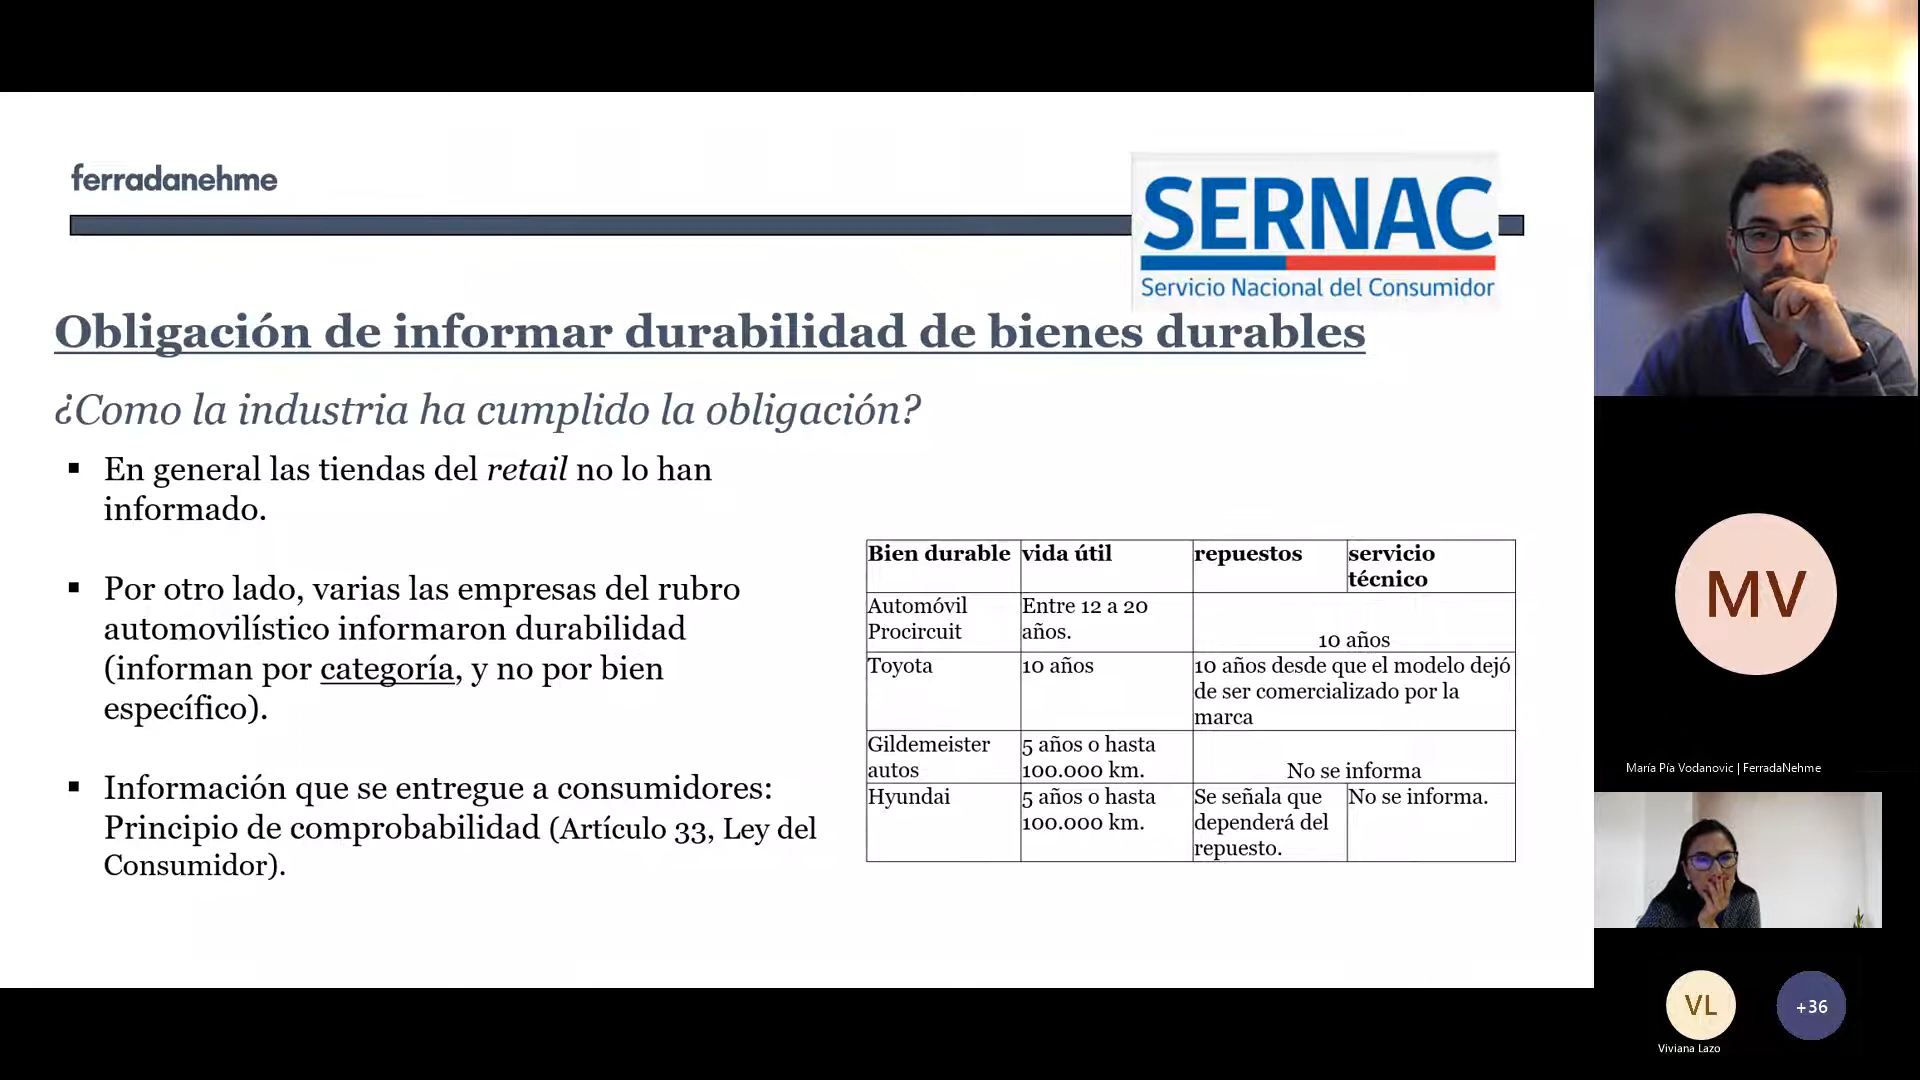 ferradanehme
SERNAC
Servicio Nacional del Consumidor
Obligación de informar durabilidad de bienes durables
¿Como la industria ha cumplido la obligación?
▪ En general las tiendas del retail no lo han
informado.
▪ Por otro lado, varias las empresas del rubro
automovilístico informaron durabilidad
(informan por categoría, y no por bien
específico).
▪ Información que se entregue a consumidores:
Principio de comprobabilidad (Artículo 33, Ley del
Consumidor).
Bien durable vida útil repuestos servicio
técnico
Automóvil Entre 12 a 20
Procircuit años.
10 años
Toyota 10 años 10 años desde que el modelo dejó
de ser comercializado por la
marca
Gildemeister 5 años o hasta
autos 100.000 km. No se informa
Hyundai 5 años o hasta Se señala que No se informa.
100.000 km. dependerá del
repuesto.
MV
María Pía Vodanovic | FerradaNehme
VL
+36
Viviana Lazo